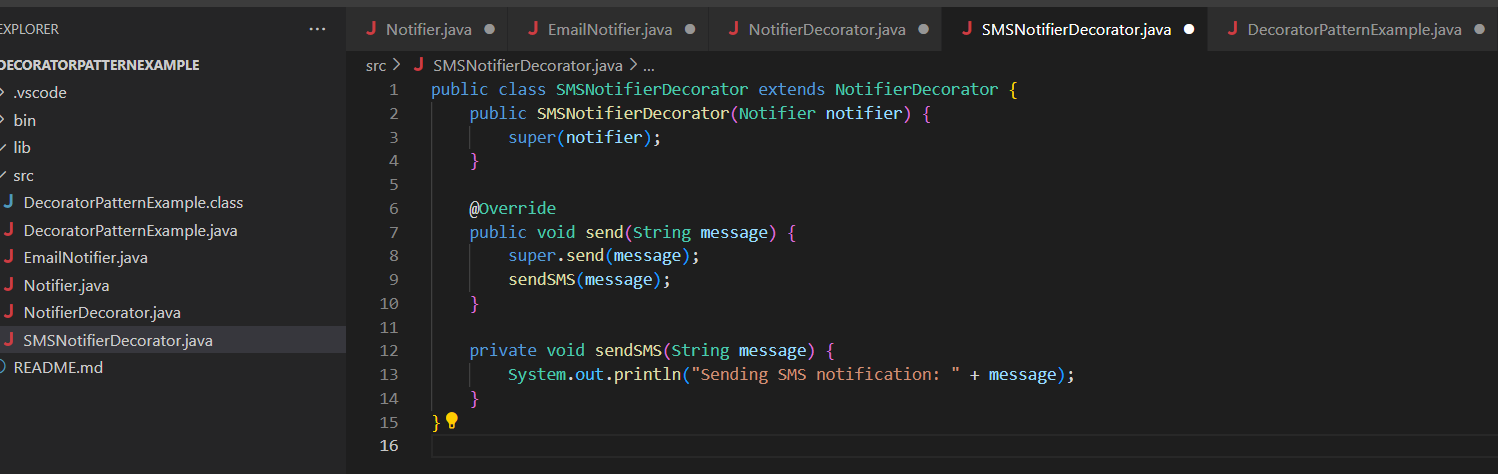 EXPLORER ...
Notifier.java EmailNotifier.java NotifierDecorator.java SMSNotifierDecorator.java DecoratorPatternExample.java
DECORATORPATTERNEXAMPLE
.vscode
bin
lib
src
DecoratorPatternExample.class
DecoratorPatternExample.java
EmailNotifier.java
Notifier.java
NotifierDecorator.java
SMSNotifierDecorator.java
README.md
src > SMSNotifierDecorator.java > ...
1 public class SMSNotifierDecorator extends NotifierDecorator {
2     public SMSNotifierDecorator(Notifier notifier) {
3         super(notifier);
4     }
5
6     @Override
7     public void send(String message) {
8         super.send(message);
9         sendSMS(message);
10     }
11
12     private void sendSMS(String message) {
13         System.out.println("Sending SMS notification: " + message);
14     }
15 }
16